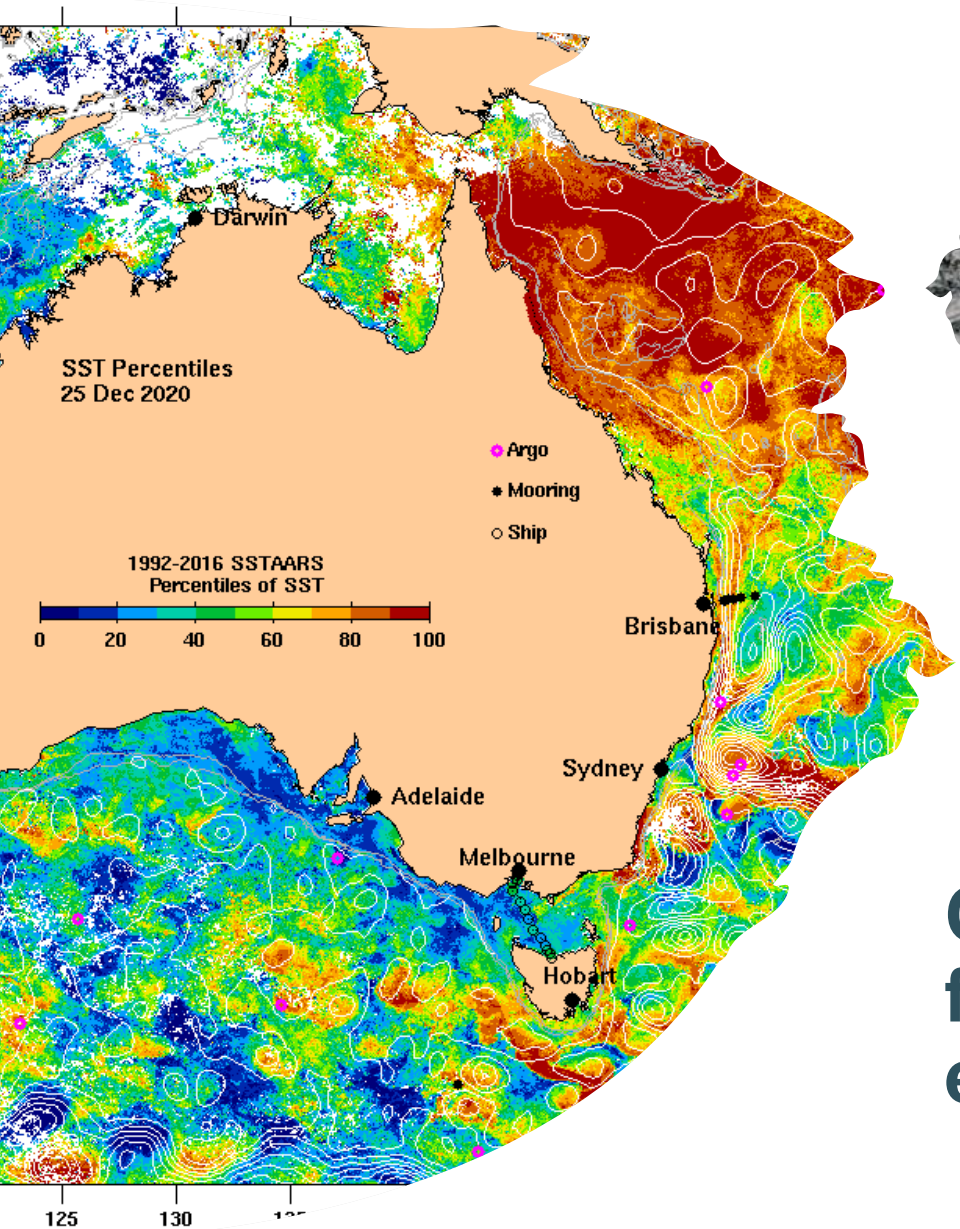 Darwin
SST Percentiles
25 Dec 2020
Argo
Mooring
Ship
1992-2016 SSTAARS
Percentiles of SST
0 20 40 60 80 100
Brisbane
Sydney
Adelaide
Melbourne
Hobart
125 130